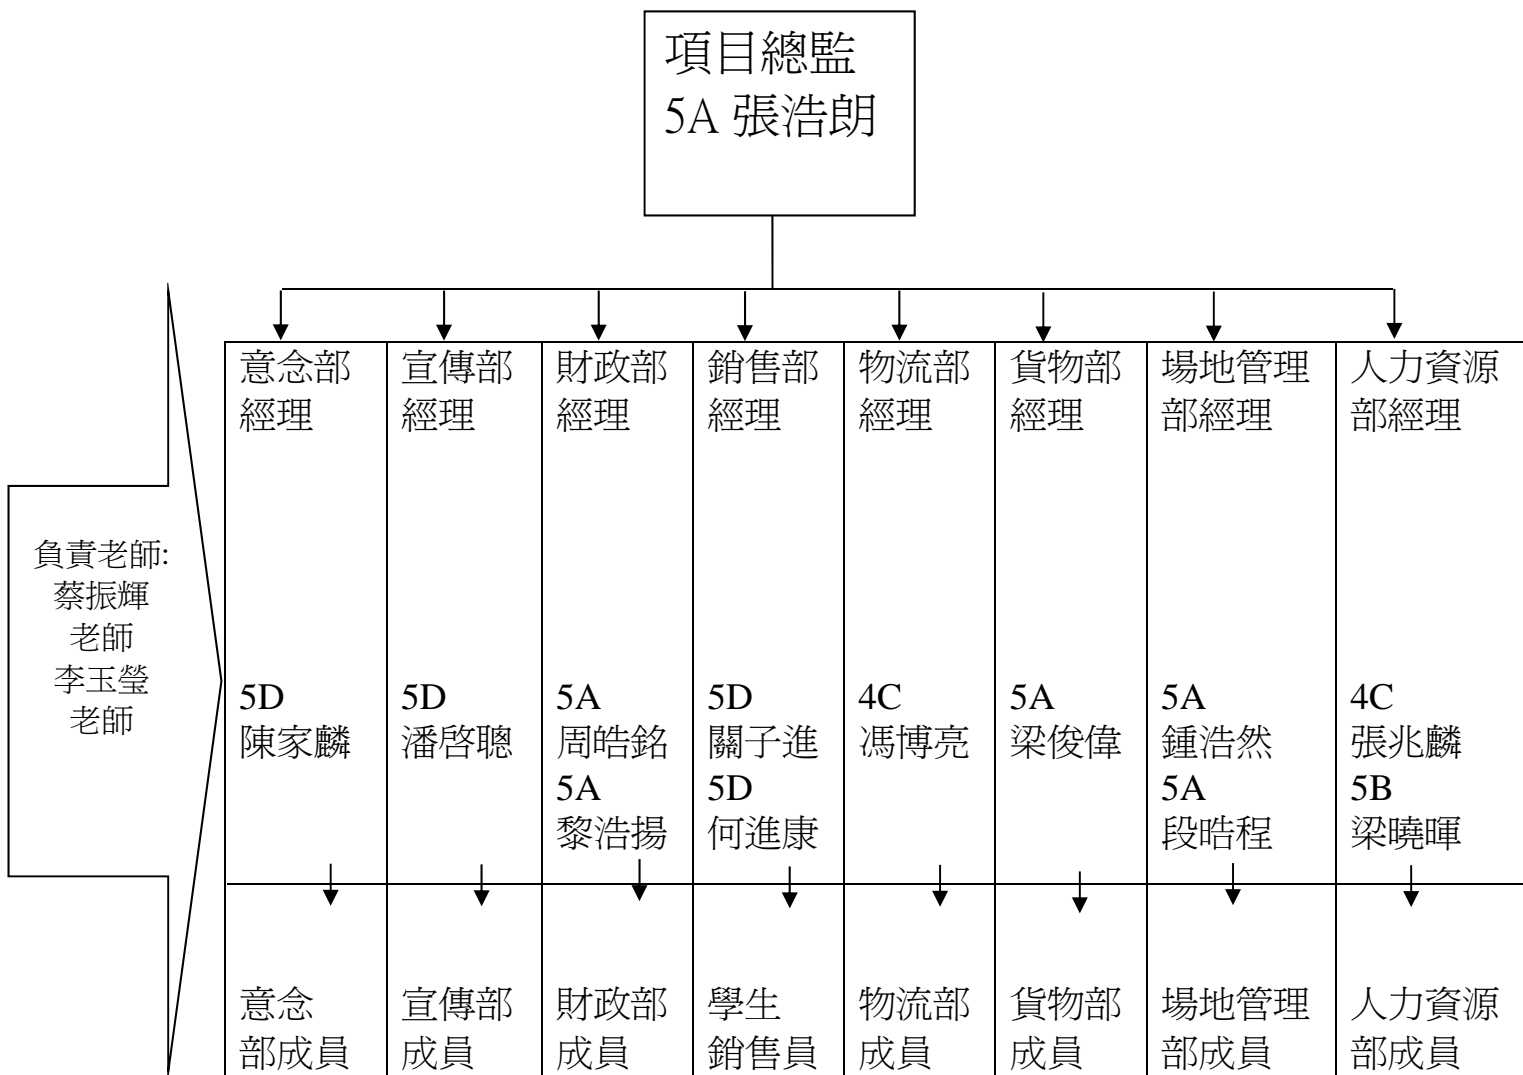 項目總監
5A 張浩朗
負責老師:
蔡振輝
老師
李玉瑩
老師
意念部
經理
5D
陳家麟
宣傳部
經理
5D
潘啓聰
財政部
經理
5A
周皓銘
5A
黎浩揚
銷售部
經理
5D
關子進
5D
何進康
物流部
經理
4C
馮博亮
貨物部
經理
5A
梁俊偉
場地管理
部經理
5A
鍾浩然
5A
段晧程
人力資源
部經理
4C
張兆麟
5B
梁曉暉
意念
部成員
宣傳部
成員
財政部
成員
學生
銷售員
物流部
成員
貨物部
成員
場地管理
部成員
人力資源
部成員